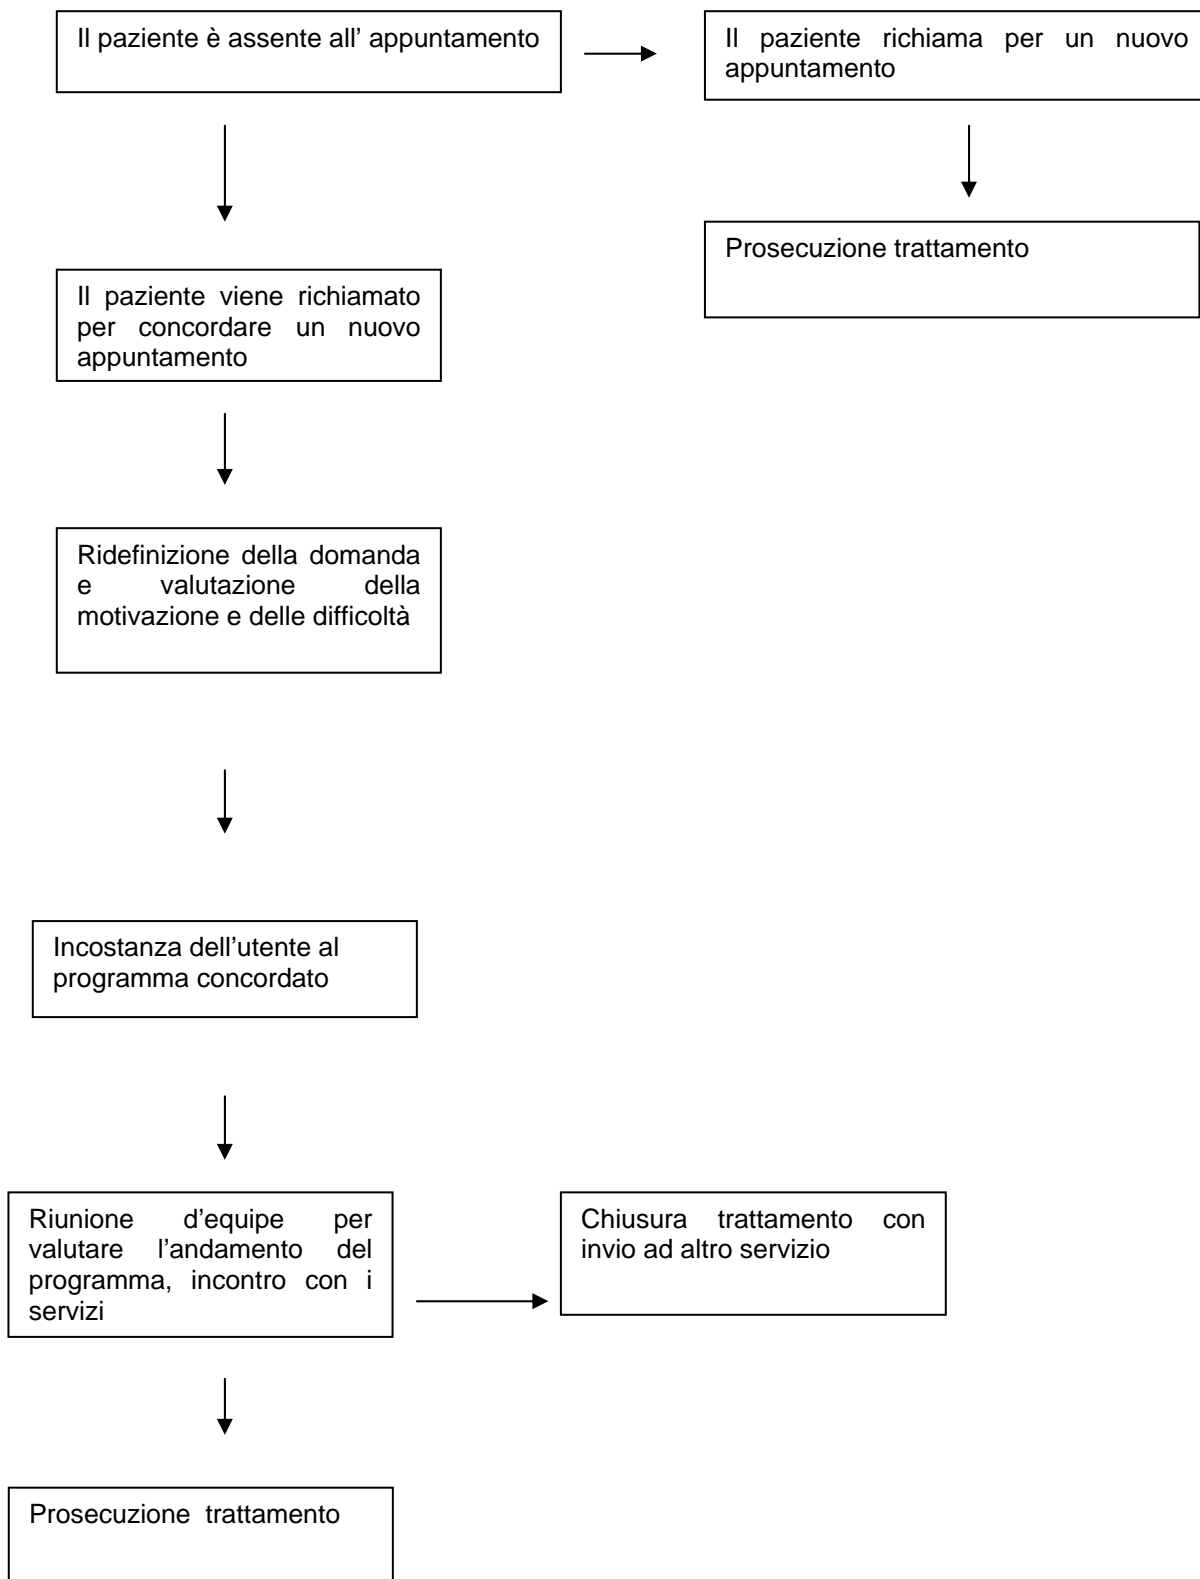 Il paziente è assente all’ appuntamento
Il paziente richiama per un nuovo
appuntamento
Prosecuzione trattamento
Il paziente viene richiamato
per concordare un nuovo
appuntamento
Ridefinizione della domanda
e valutazione della
motivazione e delle difficoltà
Incostanza dell’utente al
programma concordato
Riunione d’equipe per
valutare l’andamento del
programma, incontro con i
servizi
Chiusura trattamento con
invio ad altro servizio
Prosecuzione trattamento